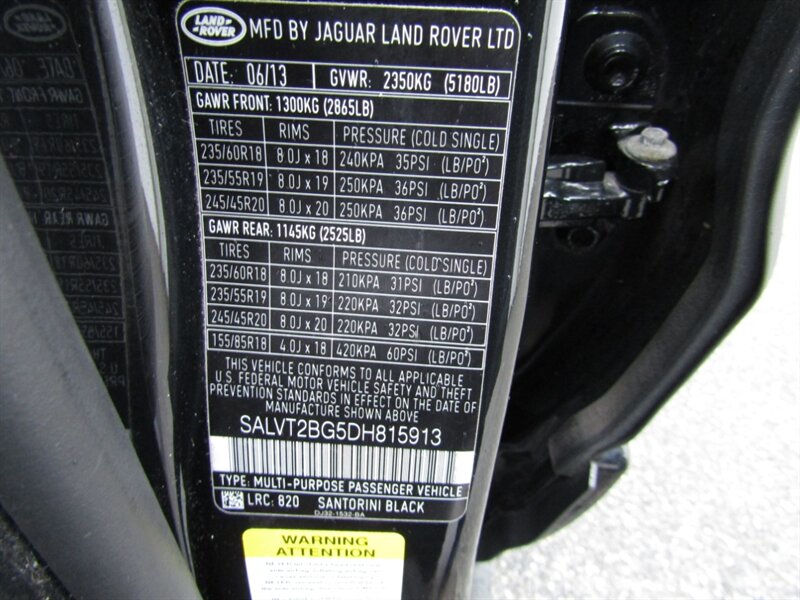 LAND-
-ROVER
MFD BY JAGUAR LAND ROVER LTD
DATE: 06/13 GVWR: 2350KG (5180LB)
GAWR FRONT: 1300KG (2865LB)
TIRES RIMS PRESSURE (COLD SINGLE)
235/60R18 8.0J x 18 240KPA 35PSI (LB/PO²)
235/55R19 8.0J x 19 250KPA 36PSI (LB/PO²)
245/45R20 8.0J x 20 250KPA 36PSI (LB/PO²)
GAWR REAR: 1145KG (2525LB)
TIRES RIMS PRESSURE (COLD SINGLE)
235/60R18 8.0J x 18 210KPA 31PSI (LB/PO²)
235/55R19 8.0J x 19 220KPA 32PSI (LB/PO²)
245/45R20 8.0J x 20 220KPA 32PSI (LB/PO²)
155/85R18 4.0J x 18 420KPA 60PSI (LB/PO²)
THIS VEHICLE CONFORMS TO ALL APPLICABLE
U.S. FEDERAL MOTOR VEHICLE SAFETY AND THEFT
PREVENTION STANDARDS IN EFFECT ON THE DATE OF
MANUFACTURE SHOWN ABOVE
SALVT2BG5DH815913
TYPE: MULTI-PURPOSE PASSENGER VEHICLE
LRC: 820 SANTORINI BLACK
DJ32-1532-BA
WARNING
ATTENTION